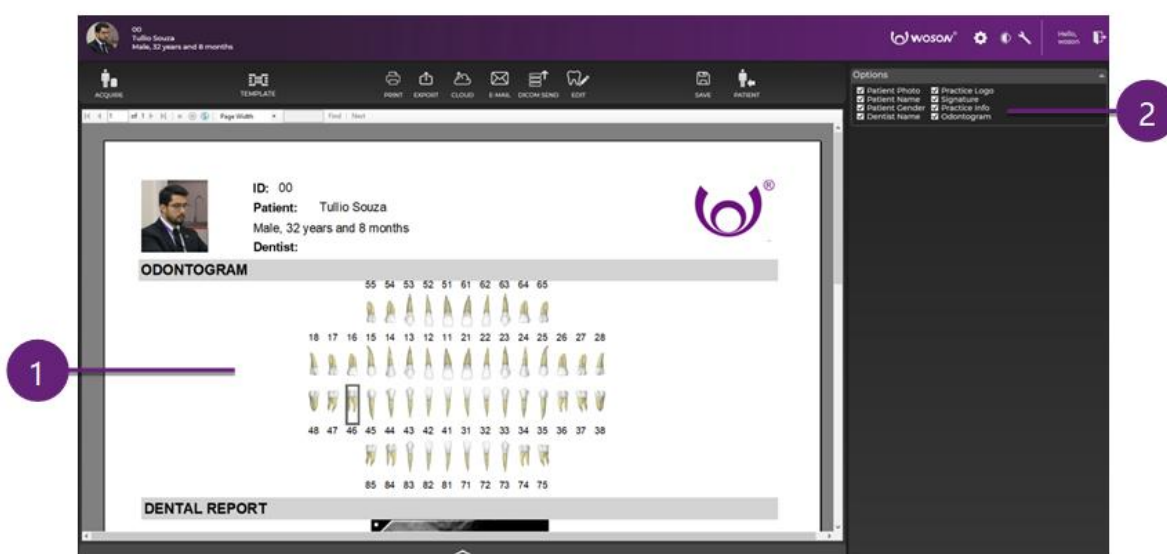 00
Tullio Souza
Male, 32 years and 8 months
woson
Hello,
woson
ACQUIRE
TEMPLATE
PRINT EXPORT CLOUD E-MAIL DICOM SEND EDIT
SAVE PATIENT
1 of 1 Page Width Find | Next
Options
Patient Photo Practice Logo
Patient Name Signature
Patient Gender Practice Info
Dentist Name Odontogram
2
ID: 00
Patient: Tullio Souza
Male, 32 years and 8 months
Dentist:
®
ODONTOGRAM
55 54 53 52 51 61 62 63 64 65
18 17 16 15 14 13 12 11 21 22 23 24 25 26 27 28
1
48 47 46 45 44 43 42 41 31 32 33 34 35 36 37 38
85 84 83 82 81 71 72 73 74 75
DENTAL REPORT